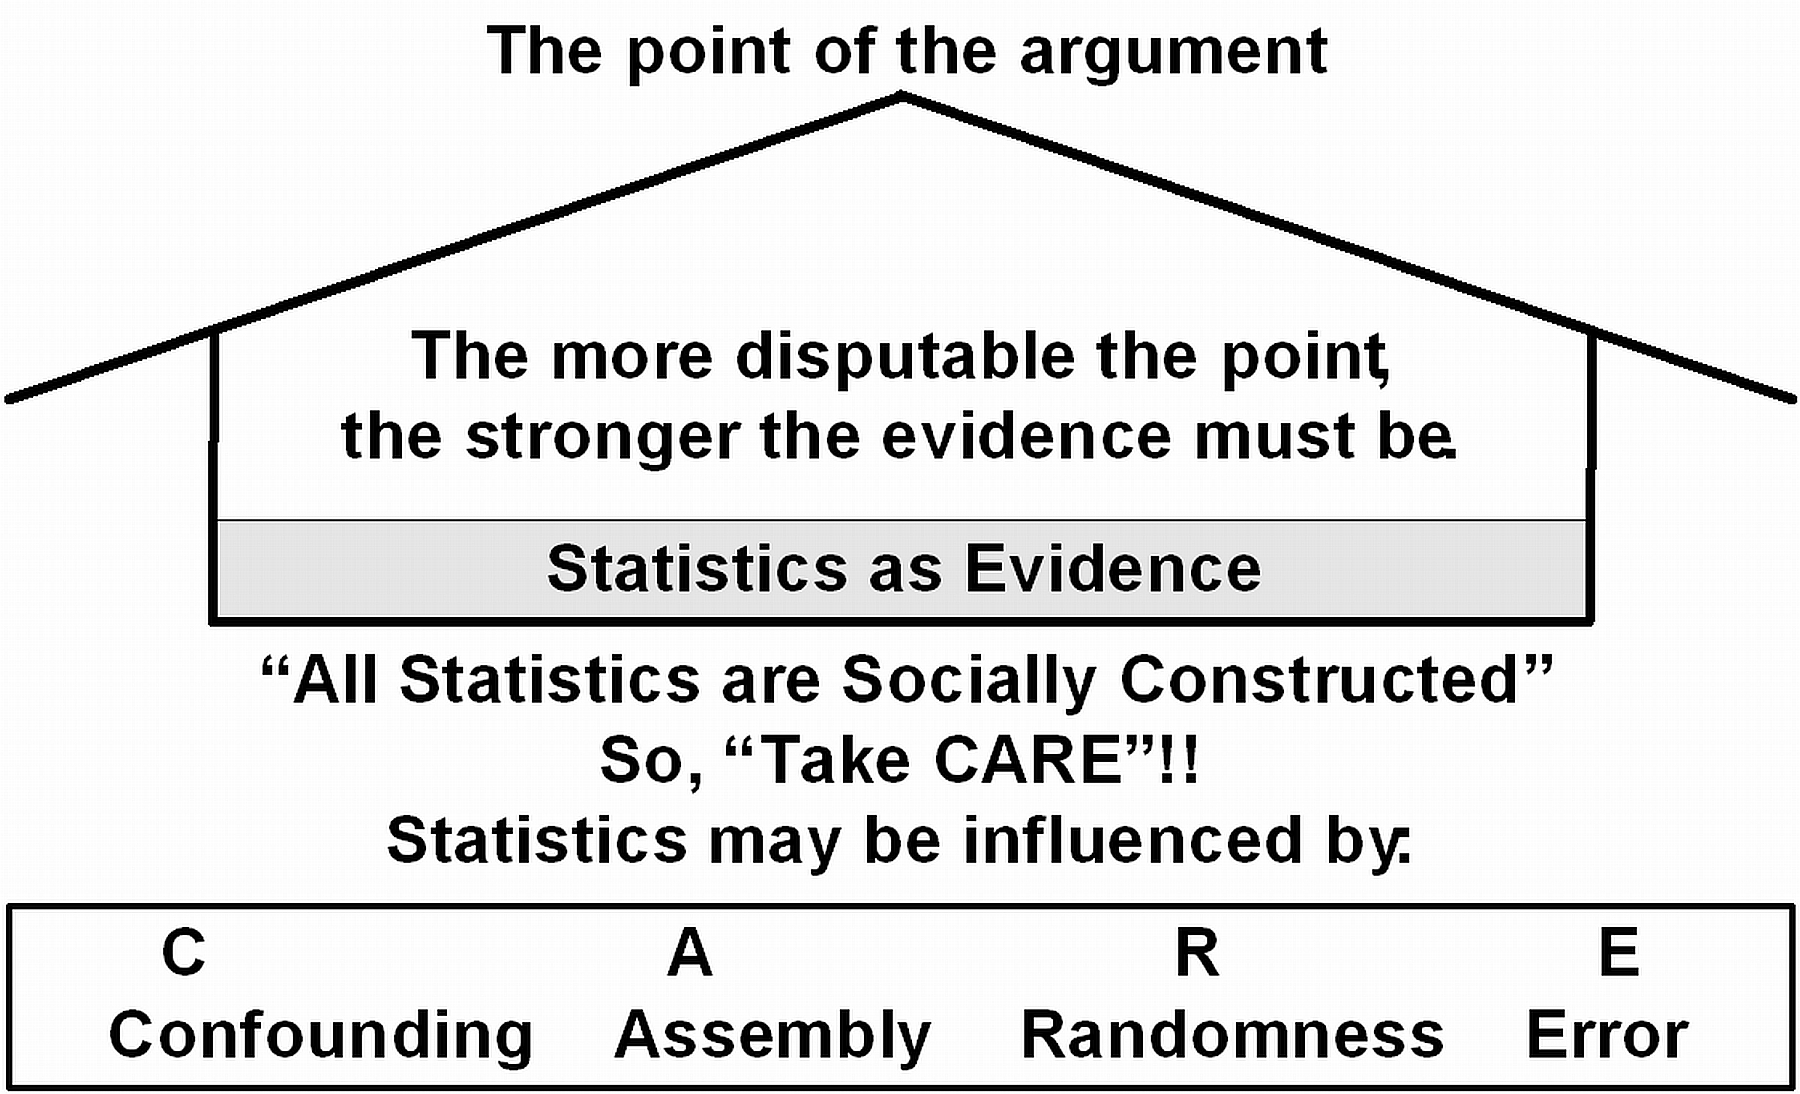 The point of the argument
The more disputable the point,
the stronger the evidence must be.
Statistics as Evidence
“All Statistics are Socially Constructed”
So, “Take CARE”!!
Statistics may be influenced by:
C A R E
Confounding Assembly Randomness Error